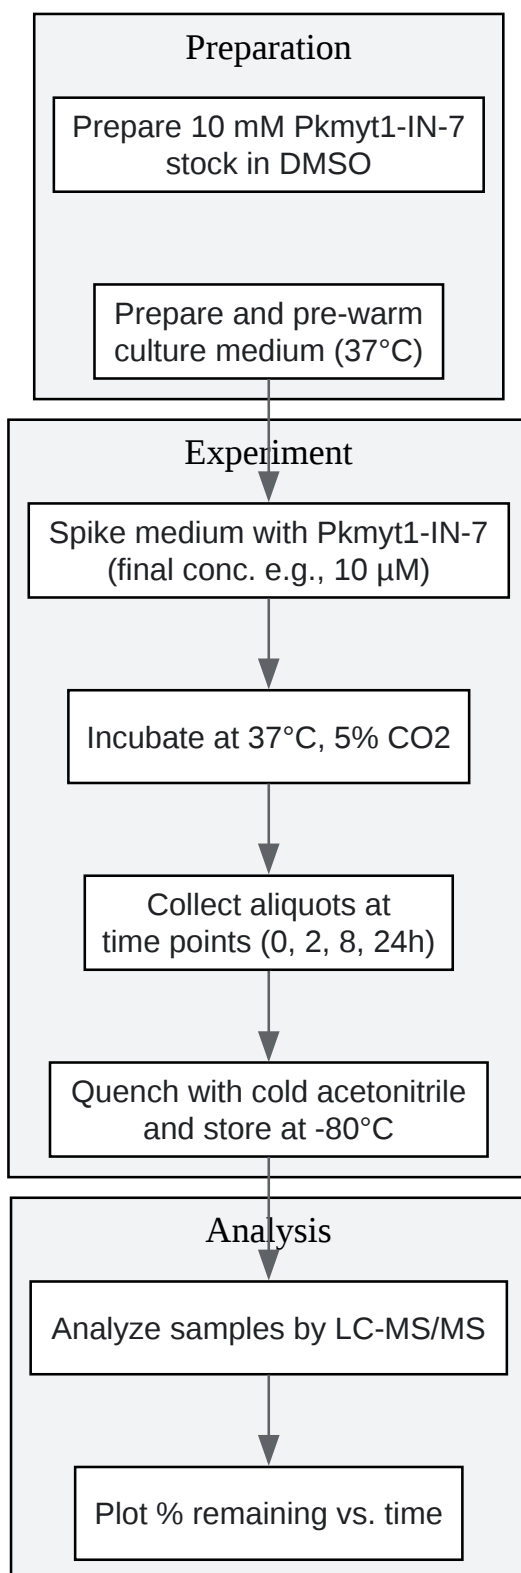 Preparation
Prepare 10 mM Pkmyt1-IN-7
stock in DMSO
Prepare and pre-warm
culture medium (37°C)
Experiment
Spike medium with Pkmyt1-IN-7
(final conc. e.g., 10 µM)
Incubate at 37°C, 5% CO2
Collect aliquots at
time points (0, 2, 8, 24h)
Quench with cold acetonitrile
and store at -80°C
Analysis
Analyze samples by LC-MS/MS
Plot % remaining vs. time